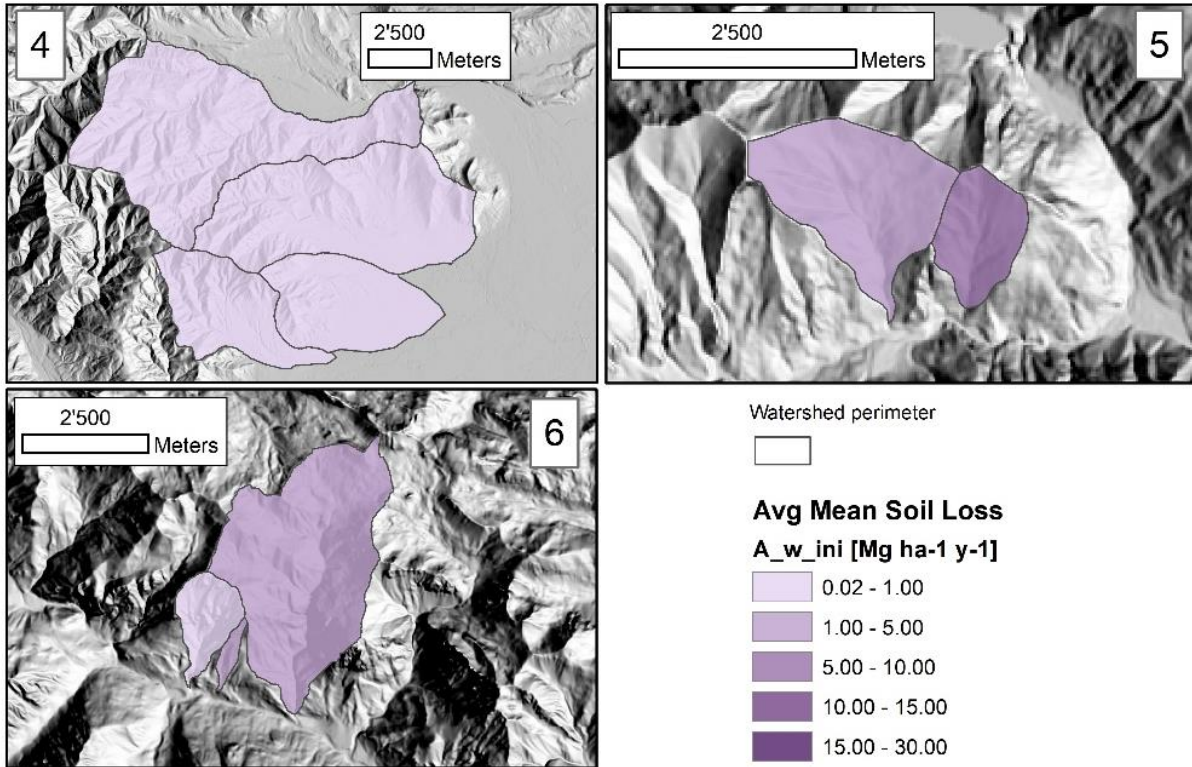 4
2'500
Meters
2'500
Meters
5
2'500
Meters
6
Watershed perimeter
Avg Mean Soil Loss
A_w_ini [Mg ha-1 y-1]
0.02 - 1.00
1.00 - 5.00
5.00 - 10.00
10.00 - 15.00
15.00 - 30.00